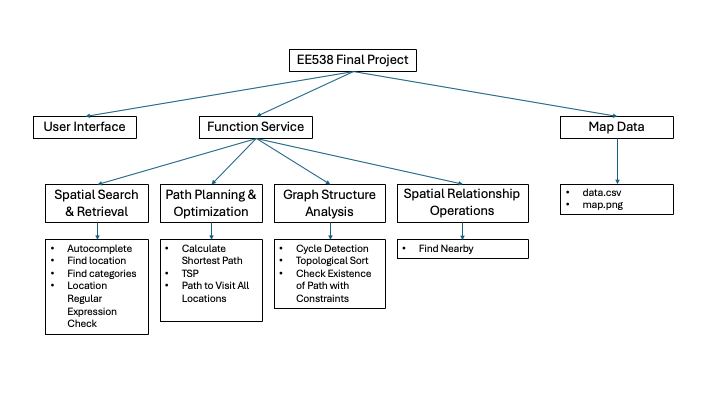 EE538 Final Project
User Interface
Function Service
Map Data
Spatial Search
& Retrieval
Path Planning &
Optimization
Graph Structure
Analysis
Spatial Relationship
Operations
• data.csv
• map.png
• Autocomplete
• Find location
• Find categories
• Location
Regular
Expression
Check
• Calculate
Shortest Path
• TSP
• Path to Visit All
Locations
• Cycle Detection
• Topological Sort
• Check Existence
of Path with
Constraints
• Find Nearby